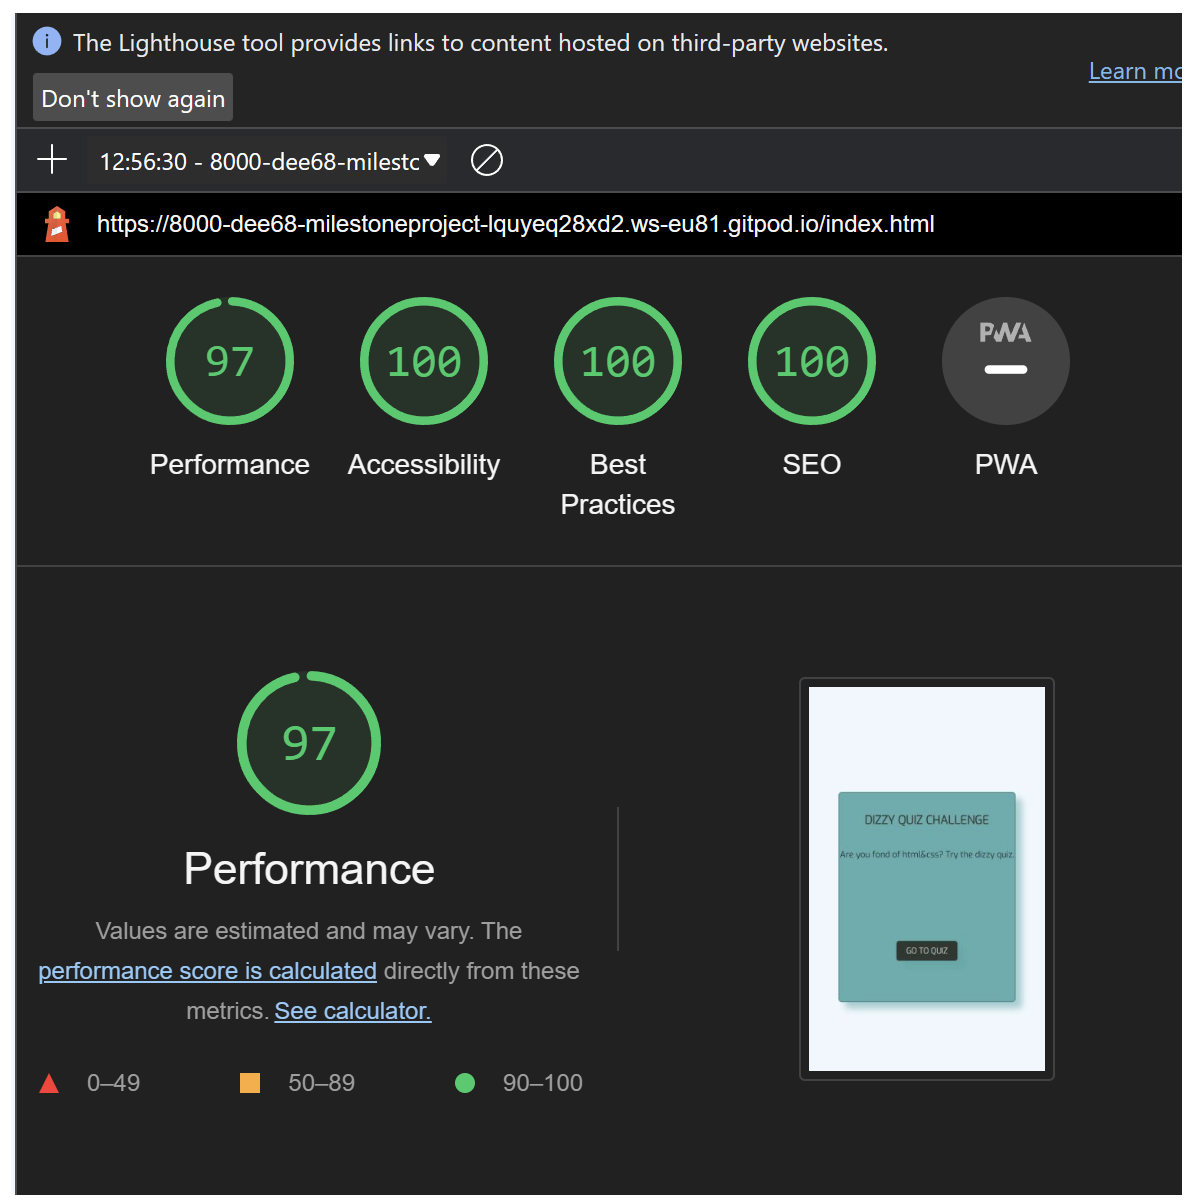 The Lighthouse tool provides links to content hosted on third-party websites.
Learn mo
Don't show again
12:56:30 - 8000-dee68-milesto
https://8000-dee68-milestoneproject-lquyeq28xd2.ws-eu81.gitpod.io/index.html
97
100
100
100
PWA
Performance
Accessibility
Best
Practices
SEO
PWA
97
Performance
Values are estimated and may vary. The
performance score is calculated directly from these
metrics. See calculator.
0–49
50–89
90–100
DIZZY QUIZ CHALLENGE
Are you fond of html&css? Try the dizzy quiz.
GO TO QUIZ